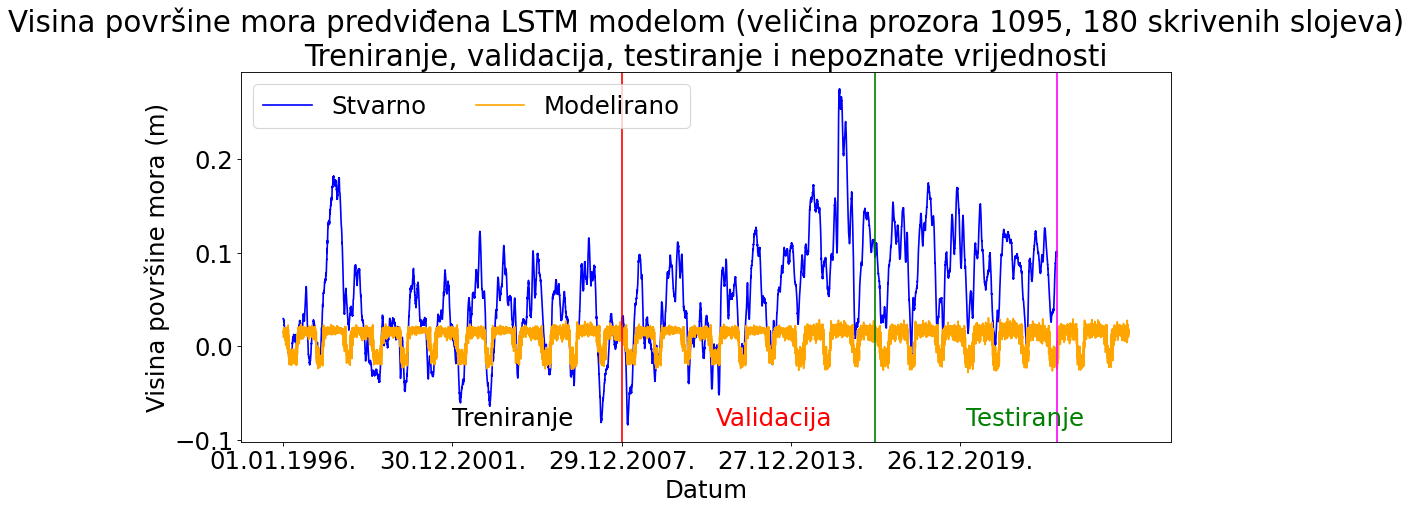 Visina površine mora predviđena LSTM modelom (veličina prozora 1095, 180 skrivenih slojeva)
Treniranje, validacija, testiranje i nepoznate vrijednosti
Stvarno
Modelirano
Visina površine mora (m)
0.2
0.1
0.0
−0.1
Treniranje
Validacija
Testiranje
01.01.1996.
30.12.2001.
29.12.2007.
27.12.2013.
26.12.2019.
Datum